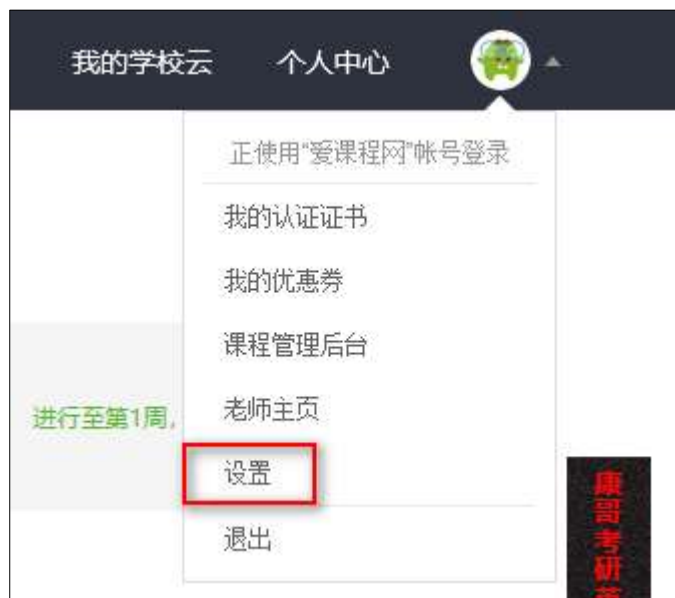 我的学校云 个人中心
正使用“爱课程网”帐号登录
我的认证证书
我的优惠券
课程管理后台
老师主页
进行至第1周,
设置
退出
康哥考研英